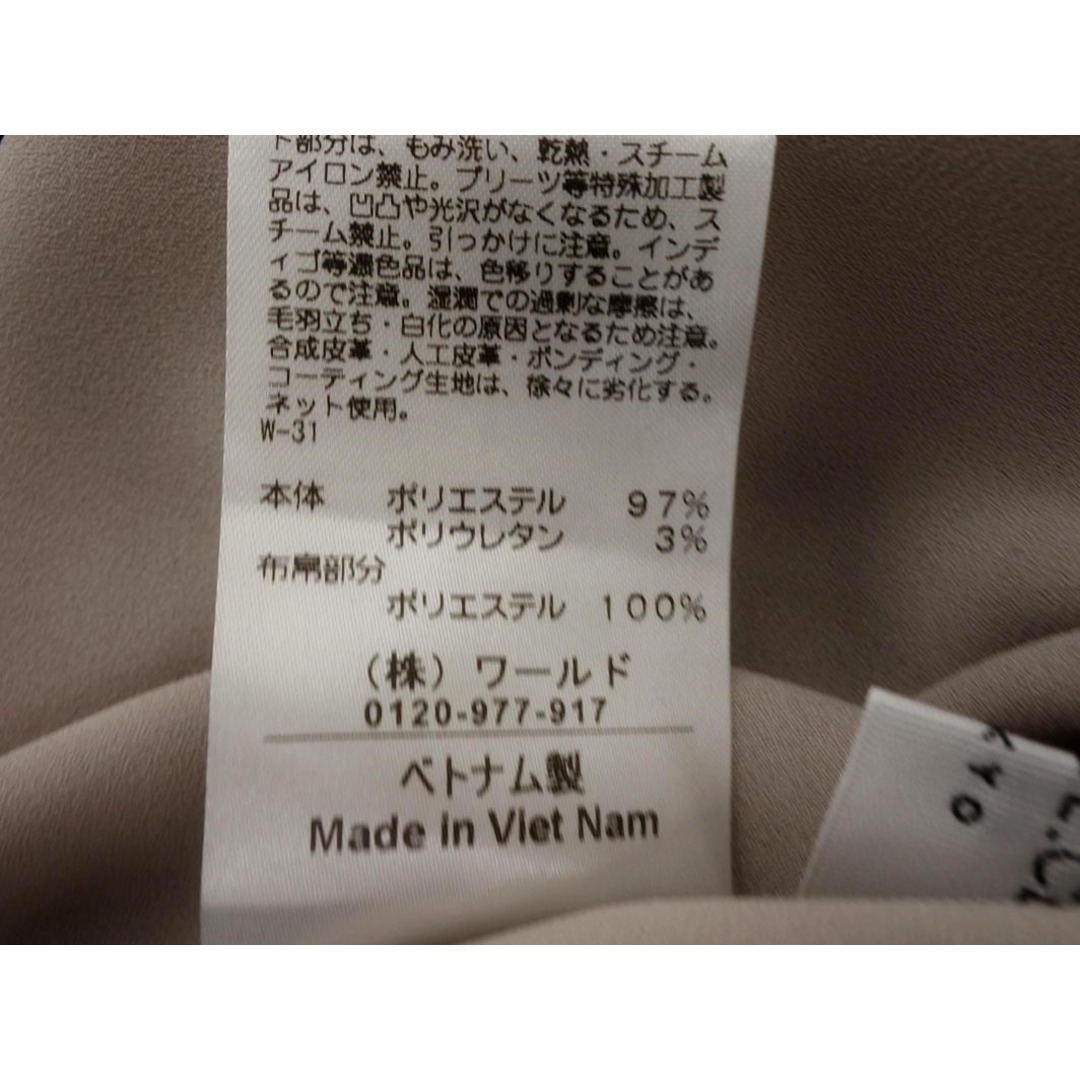 ト部分は、もみ洗い、乾熱・スチーム
アイロン禁止。プリーツ等特殊加工製
品は、凹凸や光沢がなくなるため、ス
チーム禁止。引っかけに注意。インデ
ィゴ等濃色品は、色移りすることがあ
るので注意。湿潤での過剰な摩擦は、
毛羽立ち・白化の原因となるため注意。
合成皮革・人工皮革・ボンディング・
コーティング生地は、徐々に劣化する。
ネット使用。
W-31
本体 ポリエステル 97%
ポリウレタン 3%
布帛部分
ポリエステル 100%
(株)ワールド
0120-977-917
ベトナム製
Made in Viet Nam